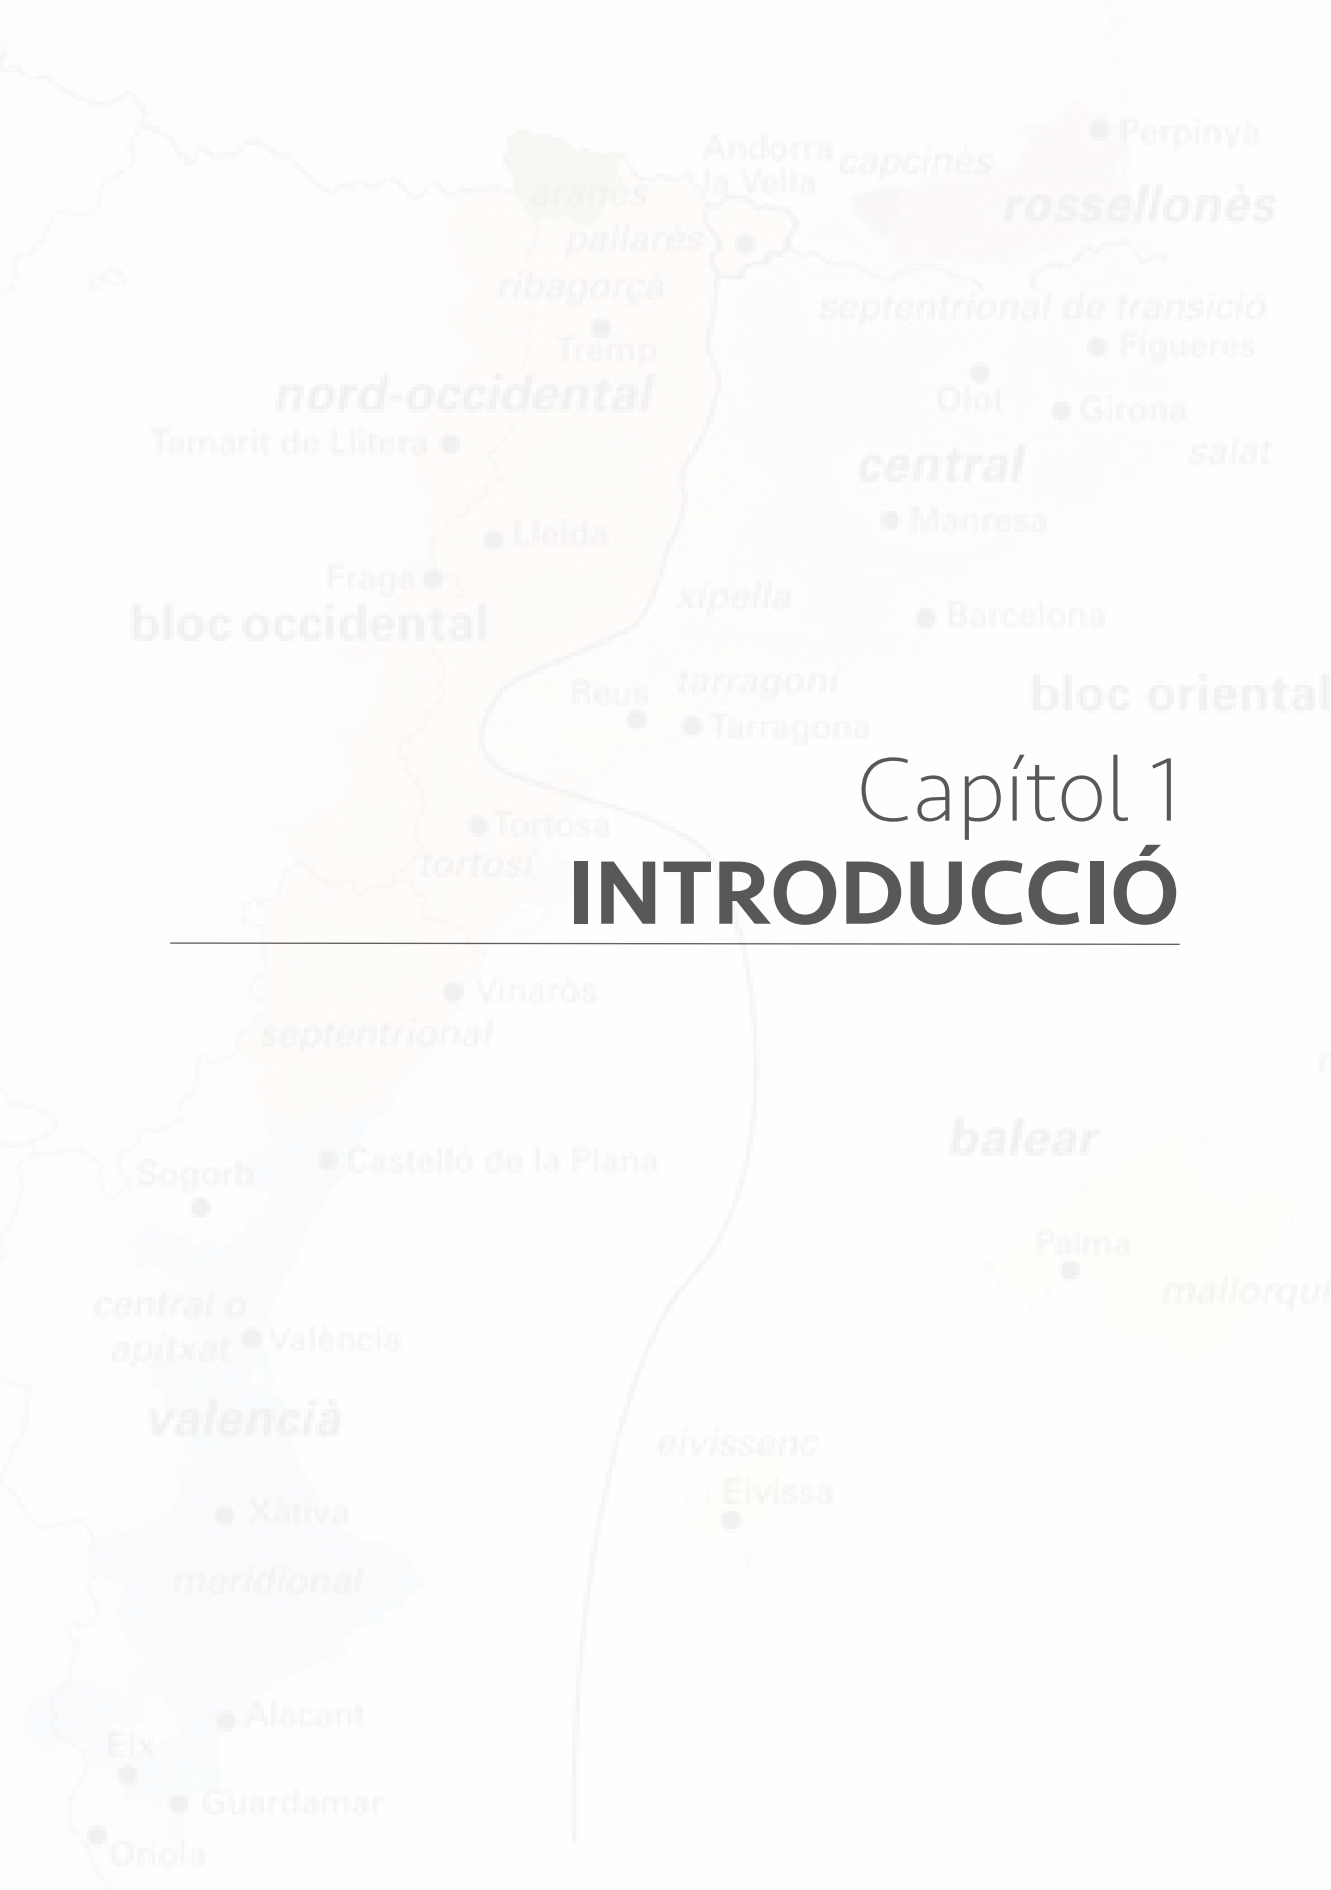 Perpinyà
Andorra
la Vella
capcinès
aranès
rossellonès
pallarès
ribagorçà
septentrional de transició
Tremp
Figueres
nord-occidental
Olot
Girona
Tamarit de Llitera
salat
central
Manresa
Lleida
Fraga
xipella
bloc occidental
Barcelona
Reus
tarragoní
bloc oriental
Tarragona
Capítol 1
Tortosa
tortosí
INTRODUCCIÓ
Vinaròs
septentrional
balear
Castelló de la Plana
Sogorb
Palma
mallorquí
central o
apitxat
València
valencià
eivissenc
Eivissa
Xàtiva
meridional
Alacant
Elx
Guardamar
Oriola